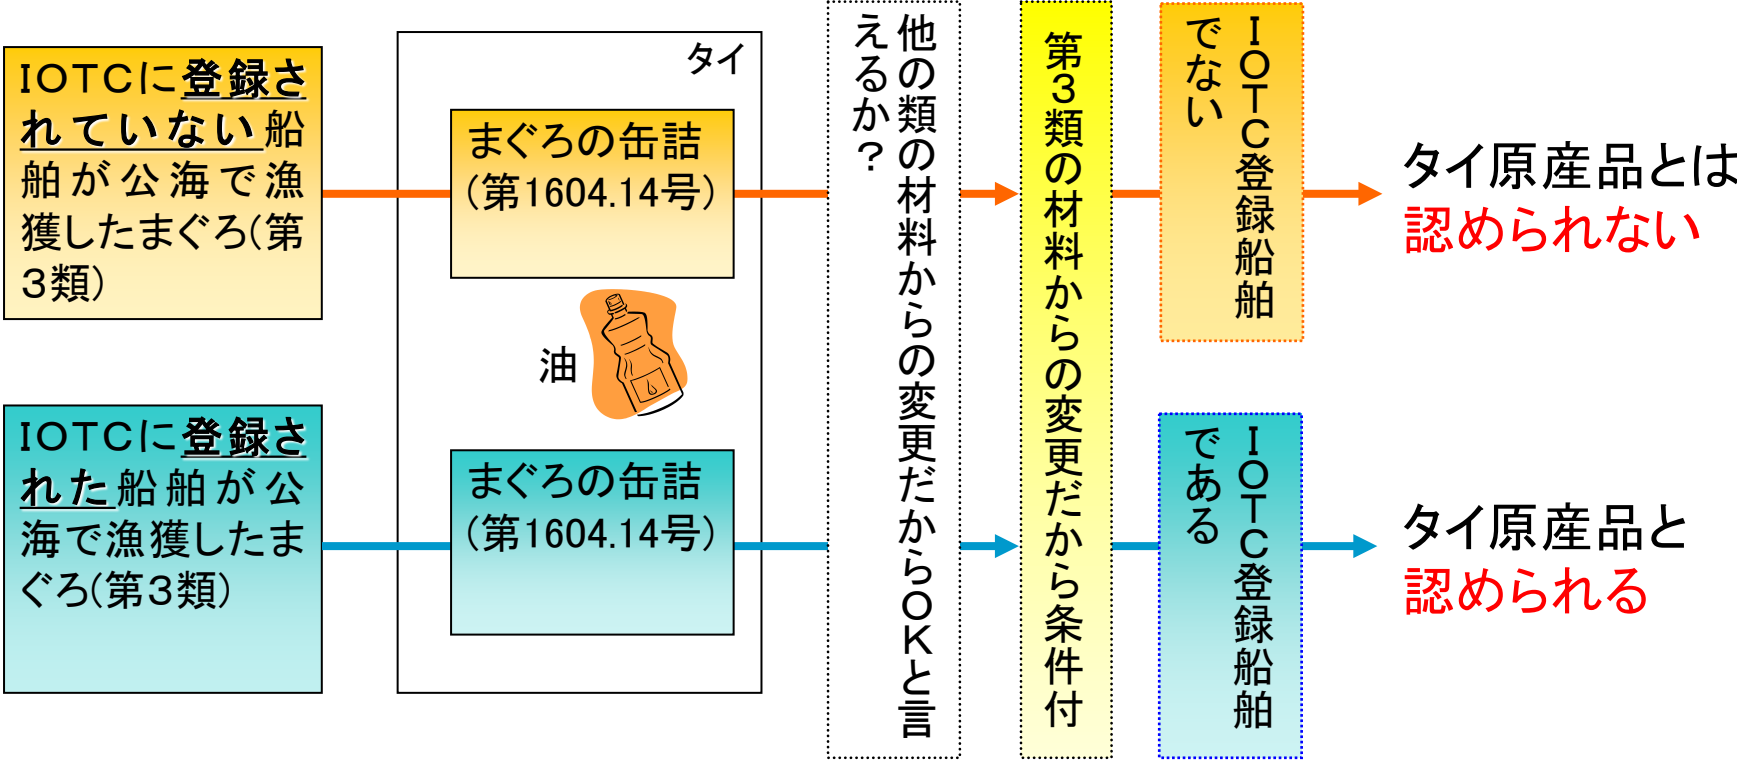 IOTCに登録さ
れていない船
舶が公海で漁
獲したまぐろ(第
3類)
タイ
まぐろの缶詰
(第1604.14号)
油
IOTCに登録さ
れた船舶が公
海で漁獲したま
ぐろ(第3類)
まぐろの缶詰
(第1604.14号)
他の類の材料からの変更だからOKと言
えるか?
第3類の材料からの変更だから条件付
IOTC登録船舶
でない
タイ原産品とは
認められない
IOTC登録船舶
である
タイ原産品と
認められる